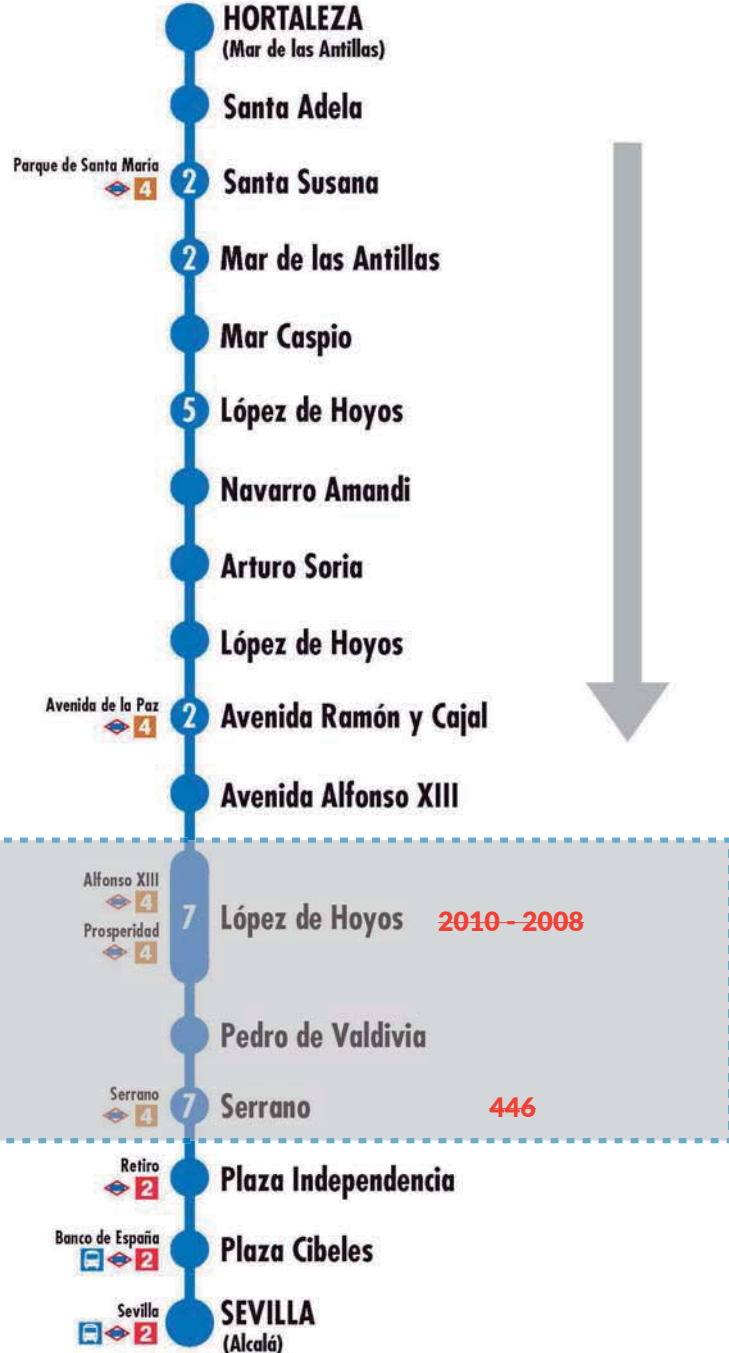 HORTALEZA
(Mar de las Antillas)
Santa Adela
Parque de Santa María
4
2 Santa Susana
2 Mar de las Antillas
Mar Caspio
5 López de Hoyos
Navarro Amandi
Arturo Soria
López de Hoyos
Avenida de la Paz
4
2 Avenida Ramón y Cajal
Avenida Alfonso XIII
Alfonso XIII
4
Prosperidad
4
7 López de Hoyos 2010 - 2008
Pedro de Valdivia
Serrano
4
7 Serrano 446
Retiro
2
Plaza Independencia
Banco de España
2
Plaza Cibeles
Sevilla
2
SEVILLA
(Alcalá)